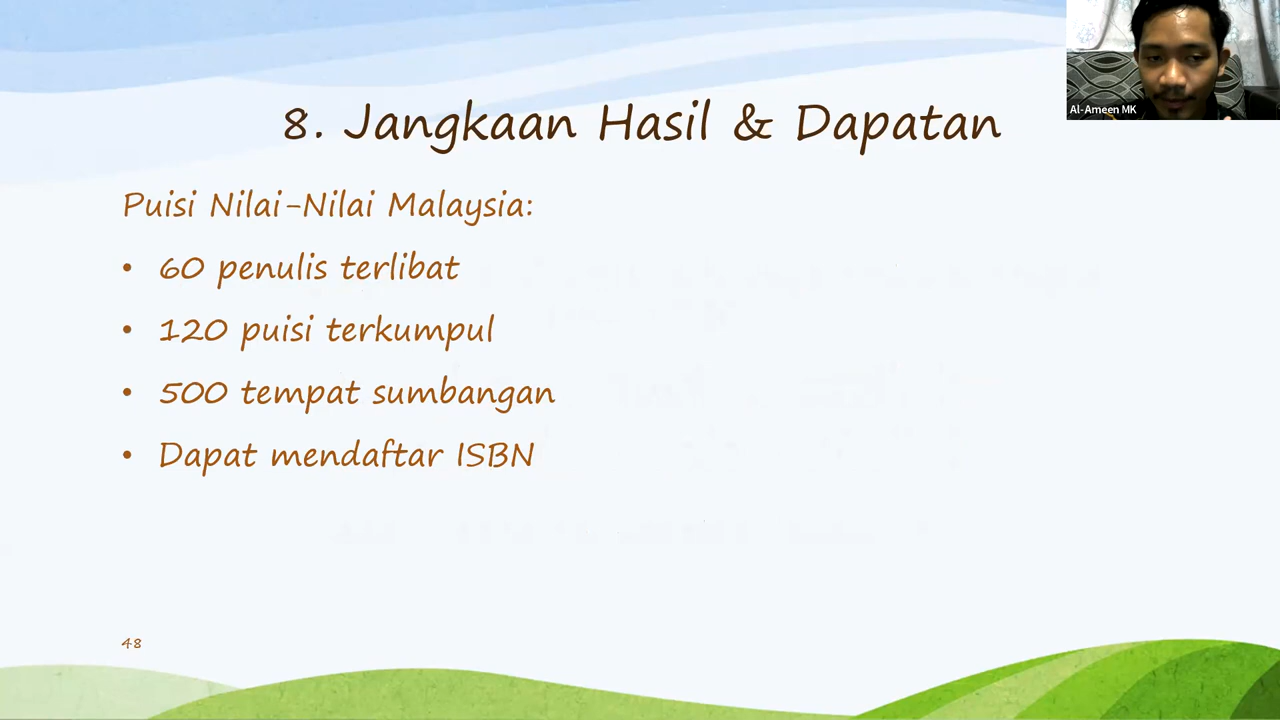 Al-Ameen MK
8. Jangkaan Hasil & Dapatan
Puisi Nilai-Nilai Malaysia:
• 60 penulis terlibat
• 120 puisi terkumpul
• 500 tempat sumbangan
• Dapat mendaftar ISBN
48